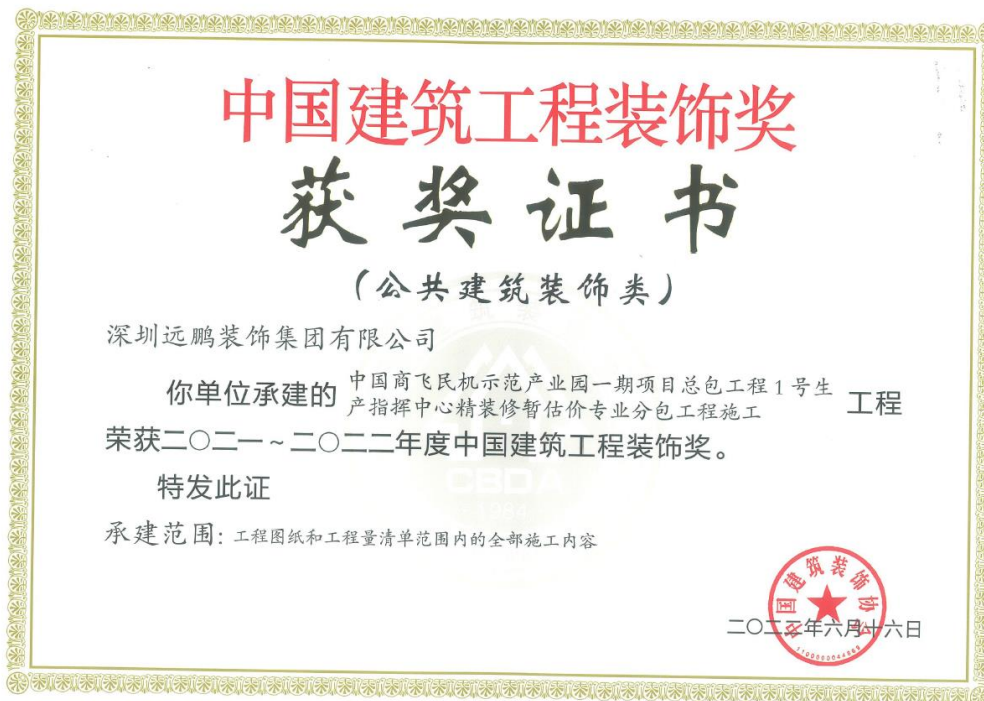 中国建筑工程装饰奖
获奖证书
（公共建筑装饰类）
深圳远鹏装饰集团有限公司
你单位承建的 中国商飞民机示范产业园一期项目总包工程1号生产指挥中心精装修暂估价专业分包工程施工 工程
荣获二〇二一~二〇二二年度中国建筑工程装饰奖。
特发此证
承建范围：工程图纸和工程量清单范围内的全部施工内容
CBDA
1984
中国建筑装饰协会
二〇二二年六月十六日